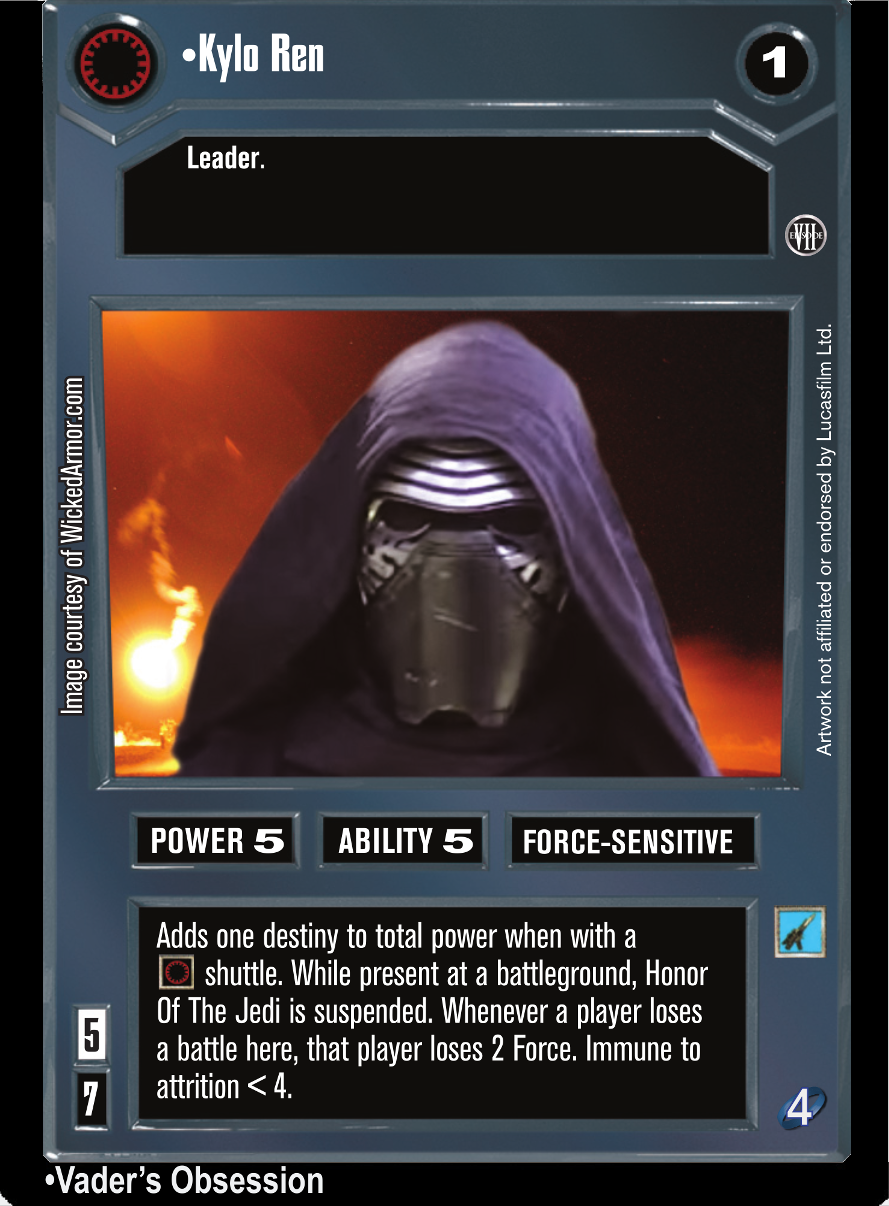 •Kylo Ren
1
Leader.
EPISODE
VII
Image courtesy of WickedArmor.com
Artwork not affiliated or endorsed by Lucasfilm Ltd.
POWER 5
ABILITY 5
FORCE-SENSITIVE
Adds one destiny to total power when with a
shuttle. While present at a battleground, Honor
Of The Jedi is suspended. Whenever a player loses
a battle here, that player loses 2 Force. Immune to
attrition < 4.
5
7
4
•Vader's Obsession